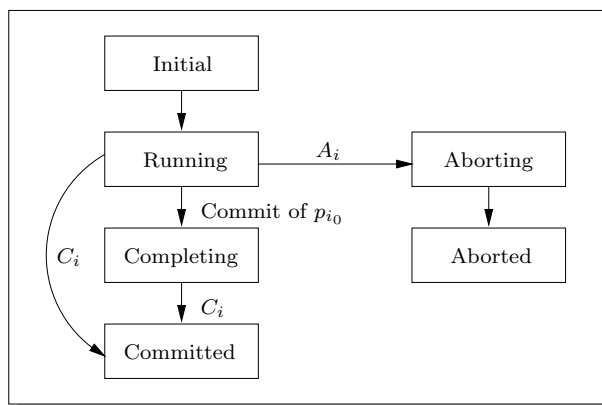 Initial
Running
A_i
Aborting
Commit of p_{i_0}
Completing
Aborted
C_i
C_i
Committed